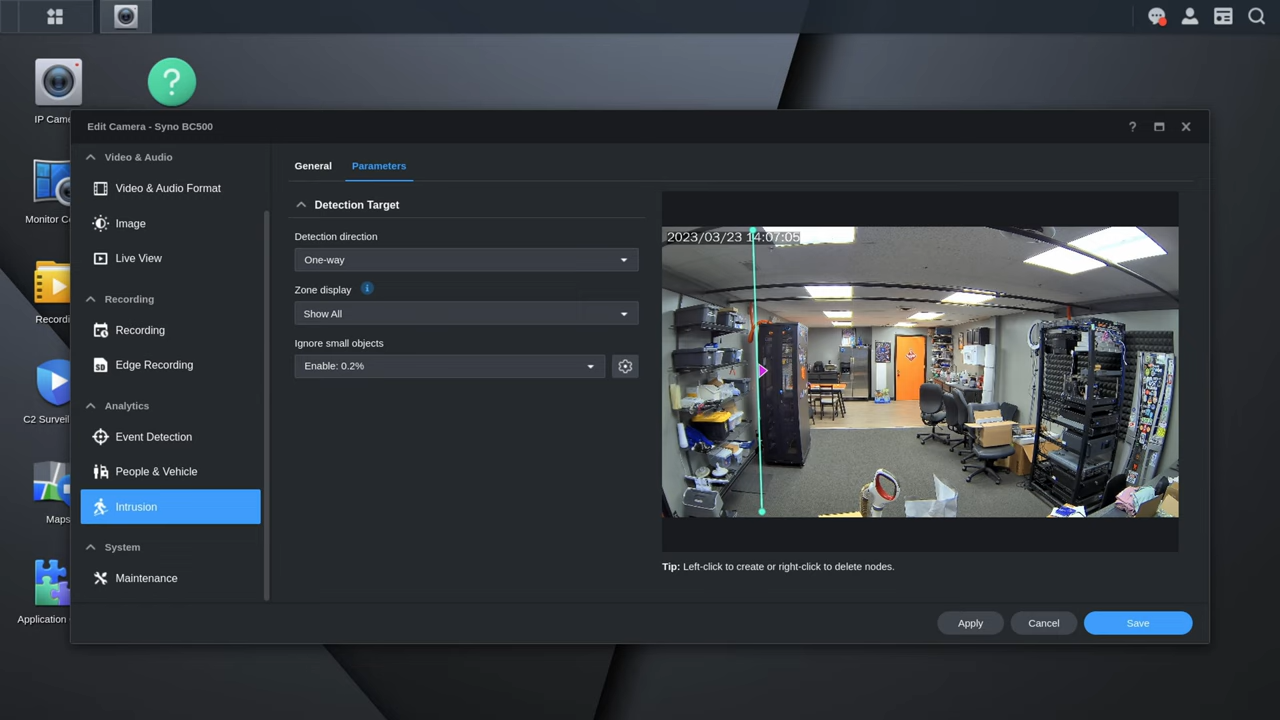 IP Came
Monitor C
Recordi
C2 Surveil
Maps
Application
Edit Camera - Syno BC500
?
Video & Audio
Video & Audio Format
Image
Live View
Recording
Recording
Edge Recording
Analytics
Event Detection
People & Vehicle
Intrusion
System
Maintenance
General
Parameters
Detection Target
Detection direction
One-way
Zone display
Show All
Ignore small objects
Enable: 0.2%
2023/03/23 14:07:05
Tip: Left-click to create or right-click to delete nodes.
Apply
Cancel
Save